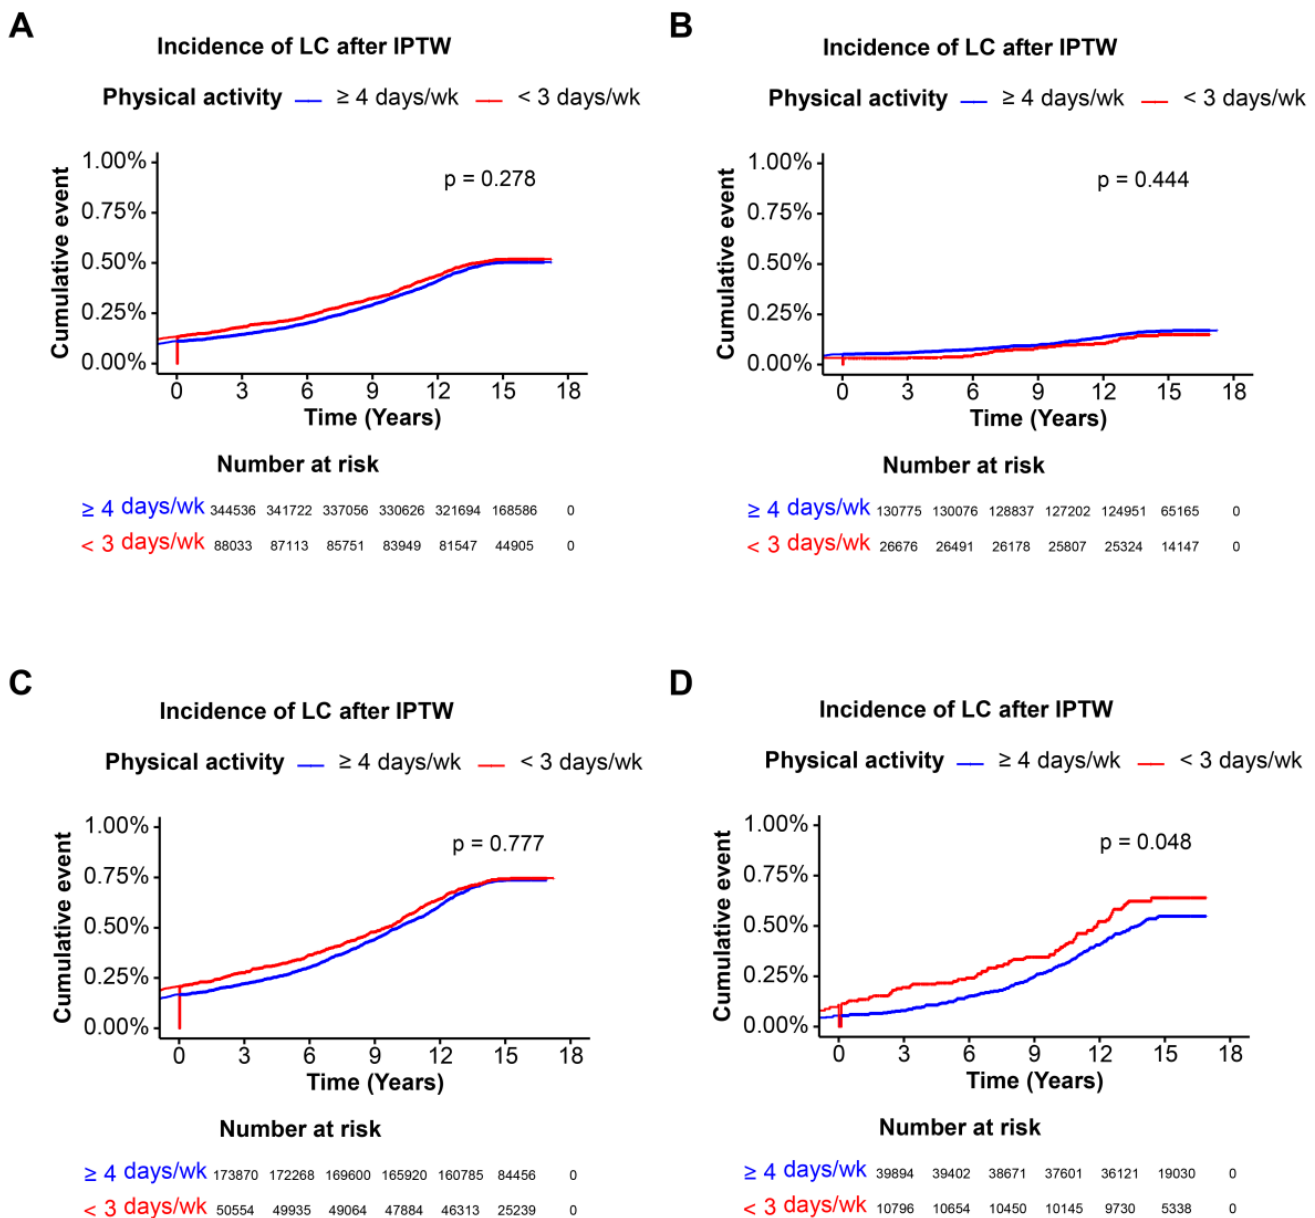 A
Incidence of LC after IPTW
Physical activity ≥ 4 days/wk < 3 days/wk
1.00%
0.75%
0.50%
0.25%
0.00%
Cumulative event
p = 0.278
0 3 6 9 12 15 18
Time (Years)
Number at risk
≥ 4 days/wk 344536 341722 337056 330626 321694 168586 0
< 3 days/wk 88033 87113 85751 83949 81547 44905 0
B
Incidence of LC after IPTW
Physical activity ≥ 4 days/wk < 3 days/wk
1.00%
0.75%
0.50%
0.25%
0.00%
Cumulative event
p = 0.444
0 3 6 9 12 15 18
Time (Years)
Number at risk
≥ 4 days/wk 130775 130076 128837 127202 124951 65165 0
< 3 days/wk 26676 26491 26178 25807 25324 14147 0
C
Incidence of LC after IPTW
Physical activity ≥ 4 days/wk < 3 days/wk
1.00%
0.75%
0.50%
0.25%
0.00%
Cumulative event
p = 0.777
0 3 6 9 12 15 18
Time (Years)
Number at risk
≥ 4 days/wk 173870 172268 169600 165920 160785 84456 0
< 3 days/wk 50554 49935 49064 47884 46313 25239 0
D
Incidence of LC after IPTW
Physical activity ≥ 4 days/wk < 3 days/wk
1.00%
0.75%
0.50%
0.25%
0.00%
Cumulative event
p = 0.048
0 3 6 9 12 15 18
Time (Years)
Number at risk
≥ 4 days/wk 39894 39402 38671 37601 36121 19030 0
< 3 days/wk 10796 10654 10450 10145 9730 5338 0